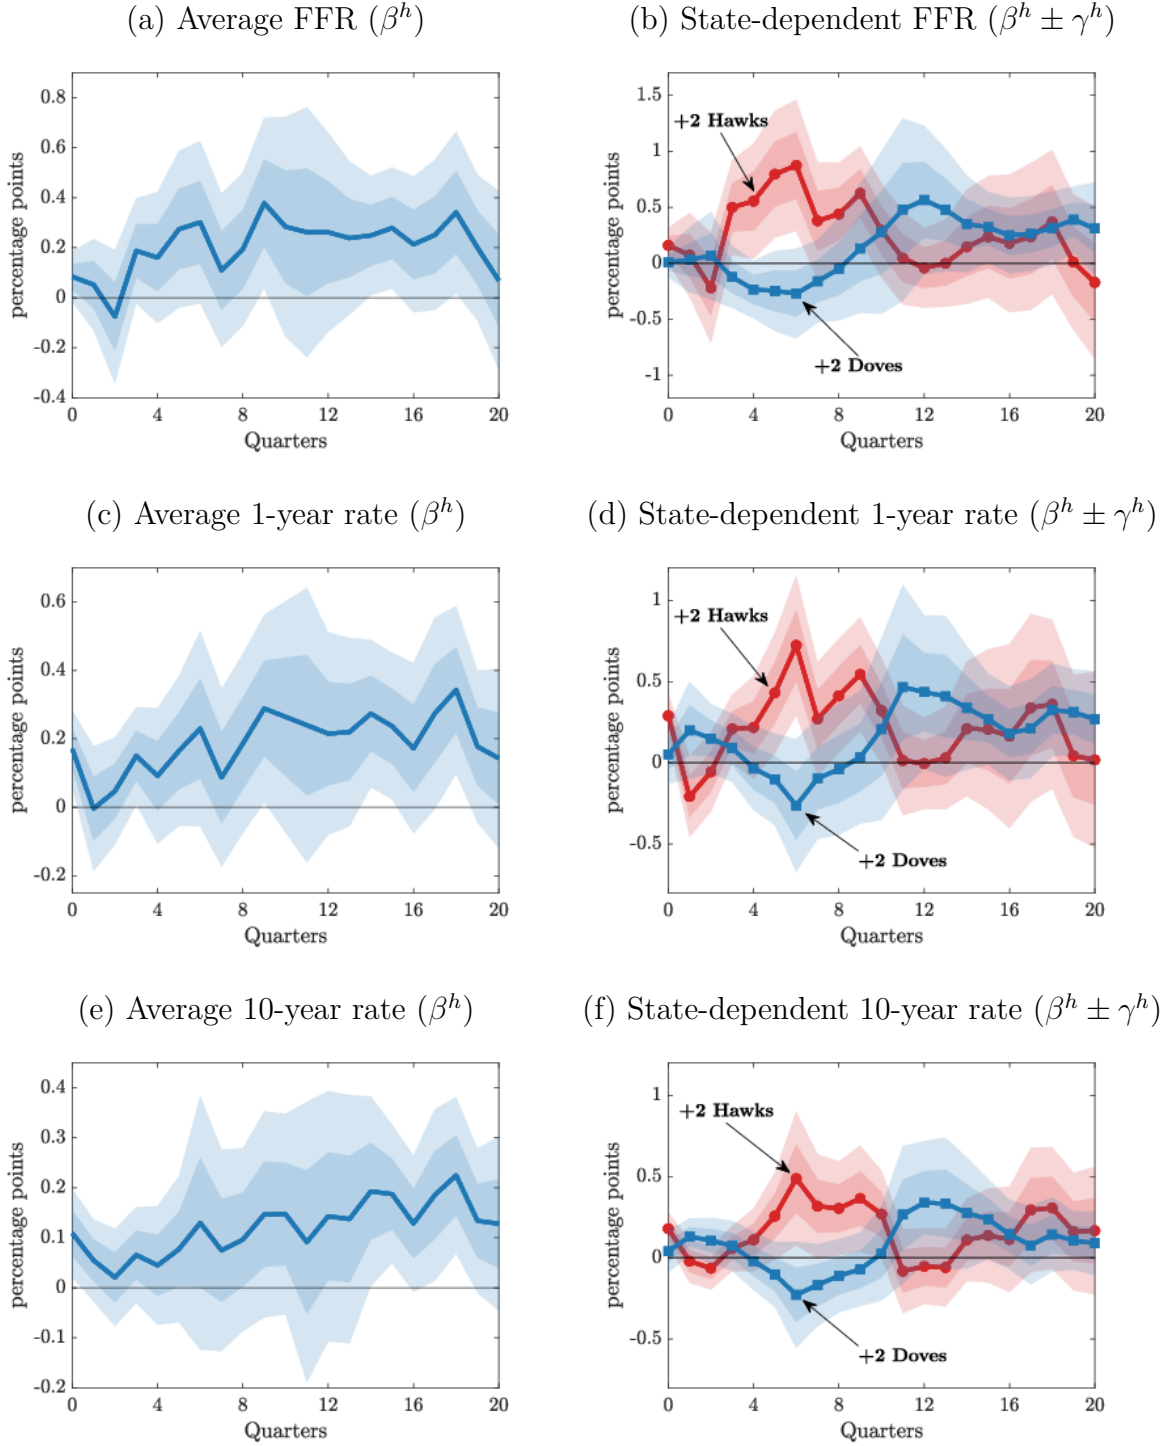 (a) Average FFR (β^h)
(b) State-dependent FFR (β^h ± γ^h)
percentage points
0.8
0.6
0.4
0.2
0
-0.2
-0.4
0 4 8 12 16 20
Quarters
percentage points
1.5
1
0.5
0
-0.5
-1
+2 Hawks
+2 Doves
0 4 8 12 16 20
Quarters
(c) Average 1-year rate (β^h)
(d) State-dependent 1-year rate (β^h ± γ^h)
percentage points
0.6
0.4
0.2
0
-0.2
0 4 8 12 16 20
Quarters
percentage points
1
0.5
0
-0.5
+2 Hawks
+2 Doves
0 4 8 12 16 20
Quarters
(e) Average 10-year rate (β^h)
(f) State-dependent 10-year rate (β^h ± γ^h)
percentage points
0.4
0.3
0.2
0.1
0
-0.1
-0.2
0 4 8 12 16 20
Quarters
percentage points
1
0.5
0
-0.5
+2 Hawks
+2 Doves
0 4 8 12 16 20
Quarters